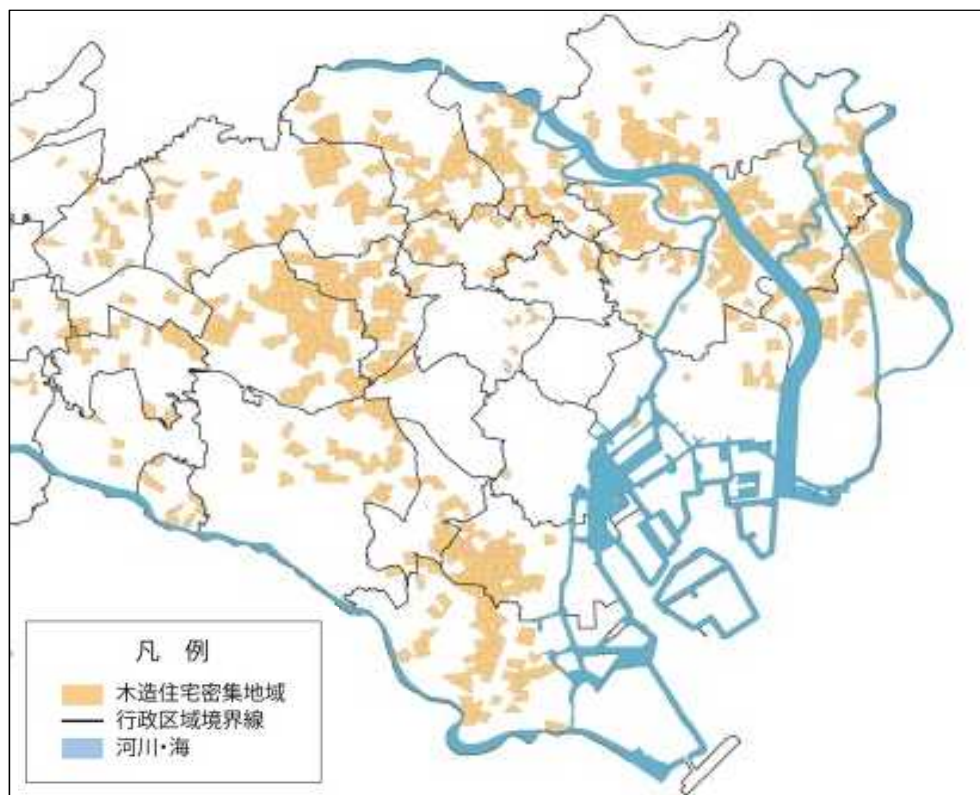 凡 例
木造住宅密集地域
行政区域境界線
河川・海